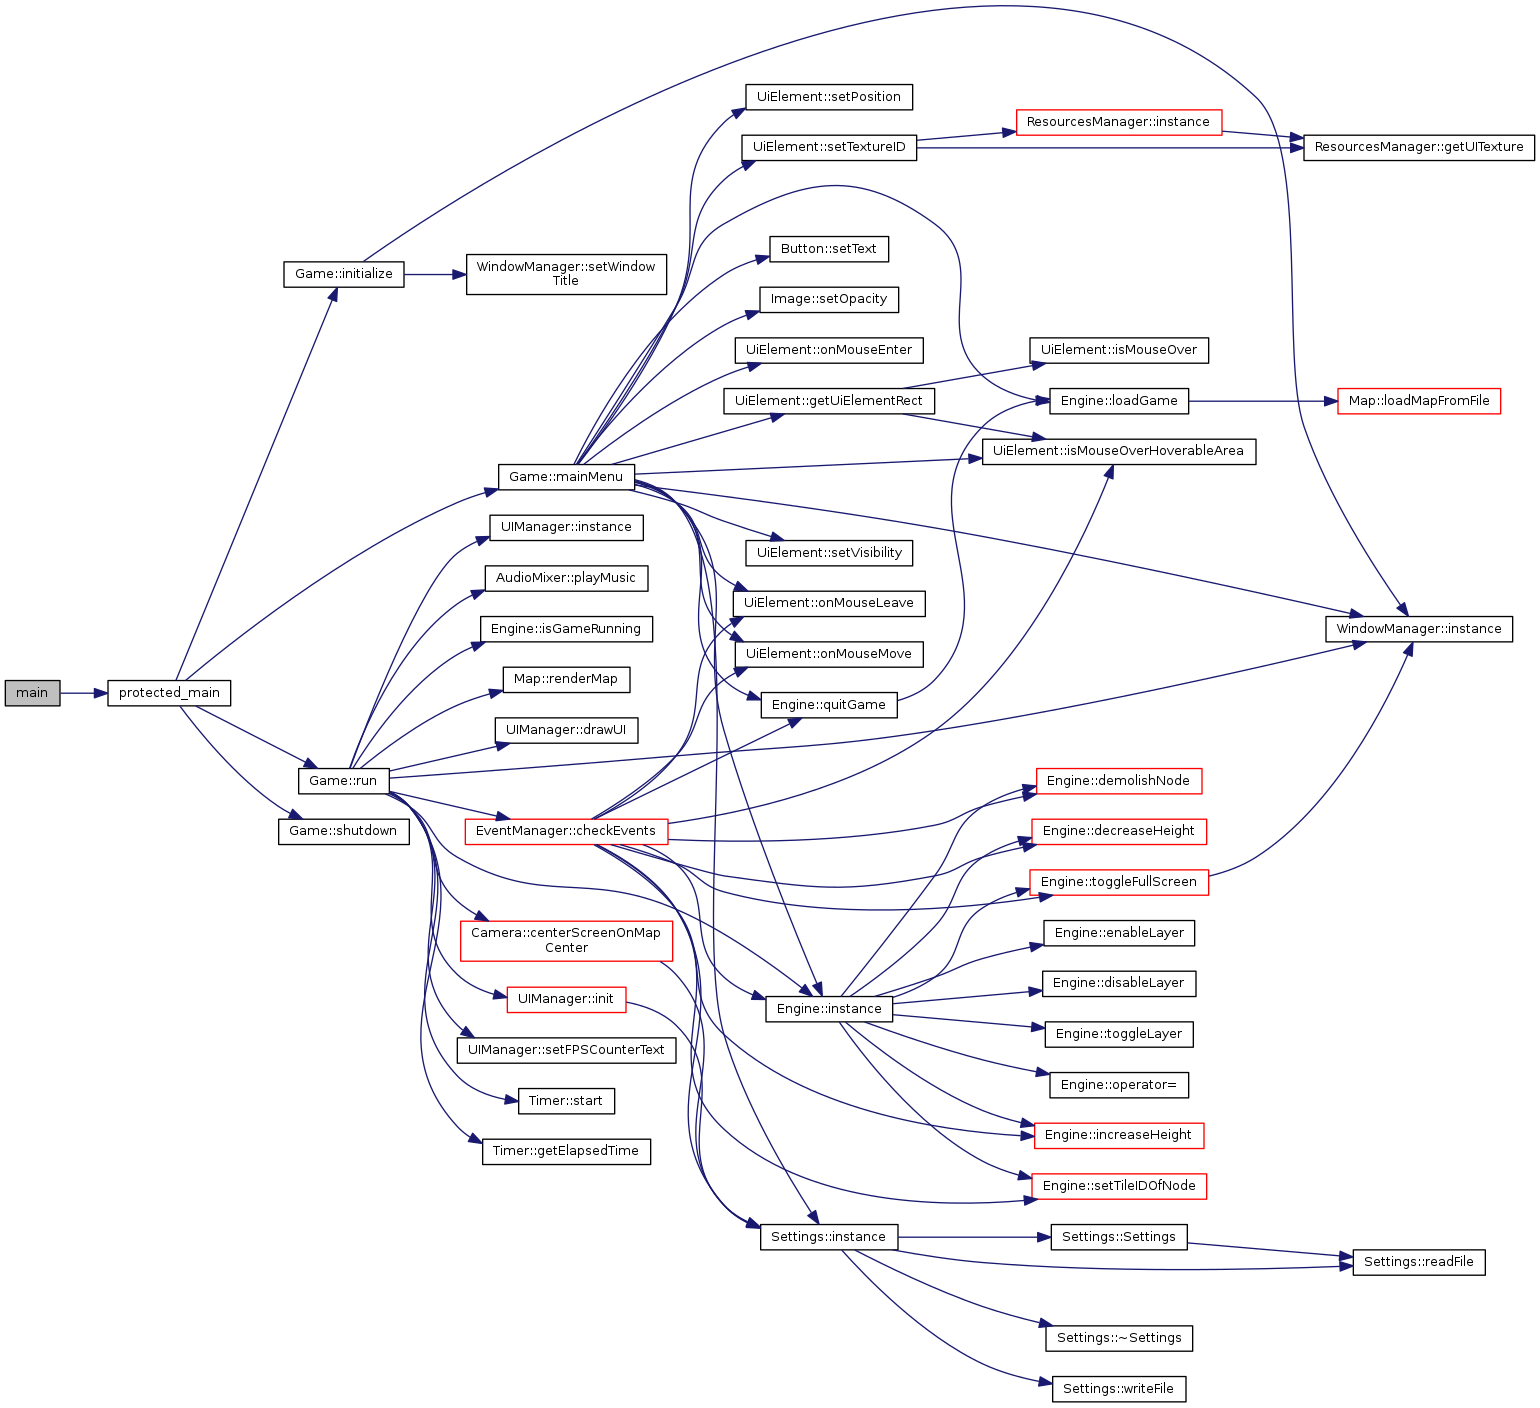 main
protected_main
Game::initialize
WindowManager::setWindow
Title
Game::mainMenu
UIManager::instance
AudioMixer::playMusic
Engine::isGameRunning
Map::renderMap
UIManager::drawUI
Game::run
Game::shutdown
EventManager::checkEvents
Camera::centerScreenOnMap
Center
UIManager::init
UIManager::setFPSCounterText
Timer::start
Timer::getElapsedTime
UiElement::setPosition
UiElement::setTextureID
Button::setText
Image::setOpacity
UiElement::onMouseEnter
UiElement::getUiElementRect
UiElement::setVisibility
UiElement::onMouseLeave
UiElement::onMouseMove
Engine::quitGame
Engine::instance
Settings::instance
ResourcesManager::instance
UiElement::isMouseOver
Engine::loadGame
UiElement::isMouseOverHoverableArea
Engine::demolishNode
Engine::decreaseHeight
Engine::toggleFullScreen
Engine::enableLayer
Engine::disableLayer
Engine::toggleLayer
Engine::operator=
Engine::increaseHeight
Engine::setTileIDOfNode
Settings::Settings
Settings::~Settings
Settings::writeFile
ResourcesManager::getUITexture
Map::loadMapFromFile
WindowManager::instance
Settings::readFile